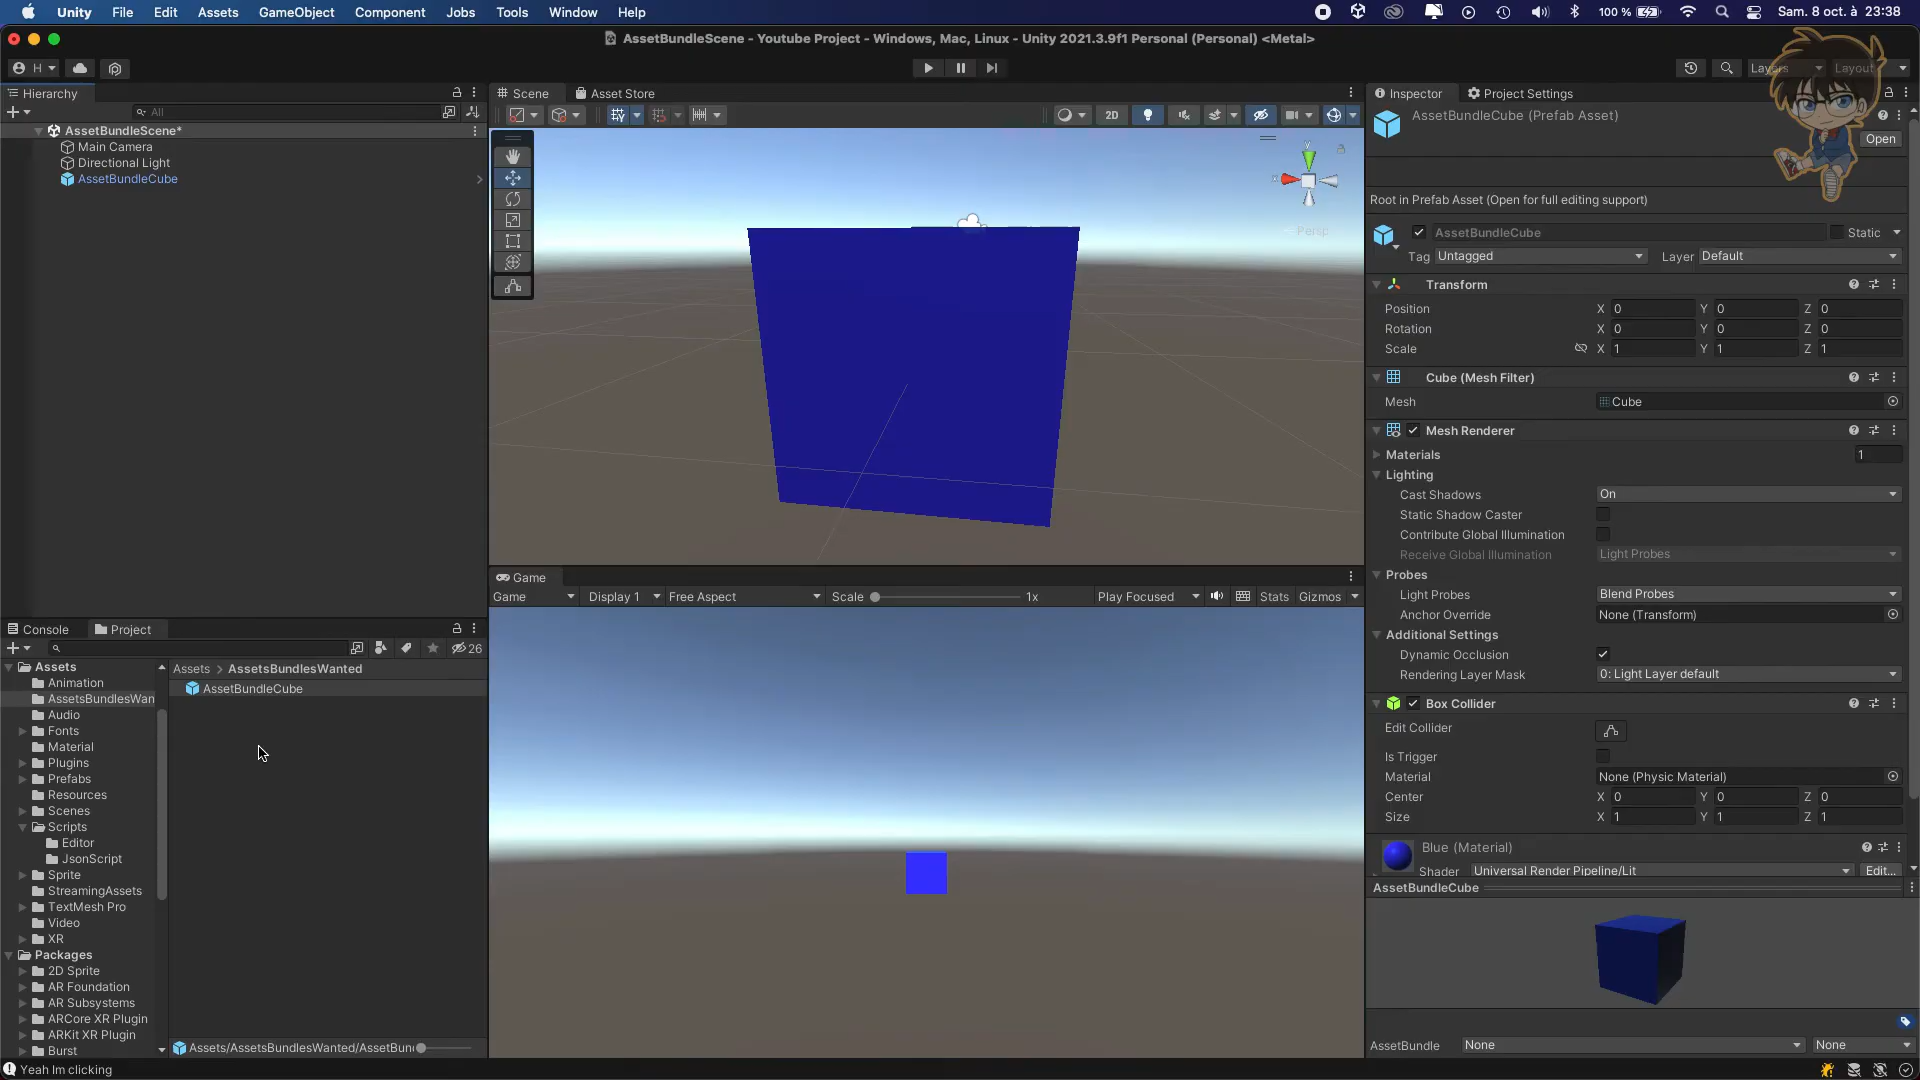 Unity File Edit Assets GameObject Component Jobs Tools Window Help 100 % Sam. 8 oct. à 23:38
AssetBundleScene - Youtube Project - Windows, Mac, Linux - Unity 2021.3.9f1 Personal (Personal) <Metal>
H Layers Layout
Hierarchy
All
AssetBundleScene*
Main Camera
Directional Light
AssetBundleCube
Scene Asset Store
2D
y
x
Persp
Game
Game Display 1 Free Aspect Scale 1x Play Focused Stats Gizmos
Console Project
26
Assets
Animation
AssetsBundlesWan
Audio
Fonts
Material
Plugins
Prefabs
Resources
Scenes
Scripts
Editor
JsonScript
Sprite
StreamingAssets
TextMesh Pro
Video
XR
Packages
2D Sprite
AR Foundation
AR Subsystems
ARCore XR Plugin
ARKit XR Plugin
Burst
Assets > AssetsBundlesWanted
AssetBundleCube
Assets/AssetsBundlesWanted/AssetBun
Yeah Im clicking
Inspector Project Settings
AssetBundleCube (Prefab Asset)
Open
Root in Prefab Asset (Open for full editing support)
AssetBundleCube Static
Tag Untagged Layer Default
Transform
Position X 0 Y 0 Z 0
Rotation X 0 Y 0 Z 0
Scale X 1 Y 1 Z 1
Cube (Mesh Filter)
Mesh Cube
Mesh Renderer
Materials 1
Lighting
Cast Shadows On
Static Shadow Caster
Contribute Global Illumination
Receive Global Illumination Light Probes
Probes
Light Probes Blend Probes
Anchor Override None (Transform)
Additional Settings
Dynamic Occlusion
Rendering Layer Mask 0: Light Layer default
Box Collider
Edit Collider
Is Trigger
Material None (Physic Material)
Center X 0 Y 0 Z 0
Size X 1 Y 1 Z 1
Blue (Material)
Shader Universal Render Pipeline/Lit Edit...
AssetBundleCube
AssetBundle None None